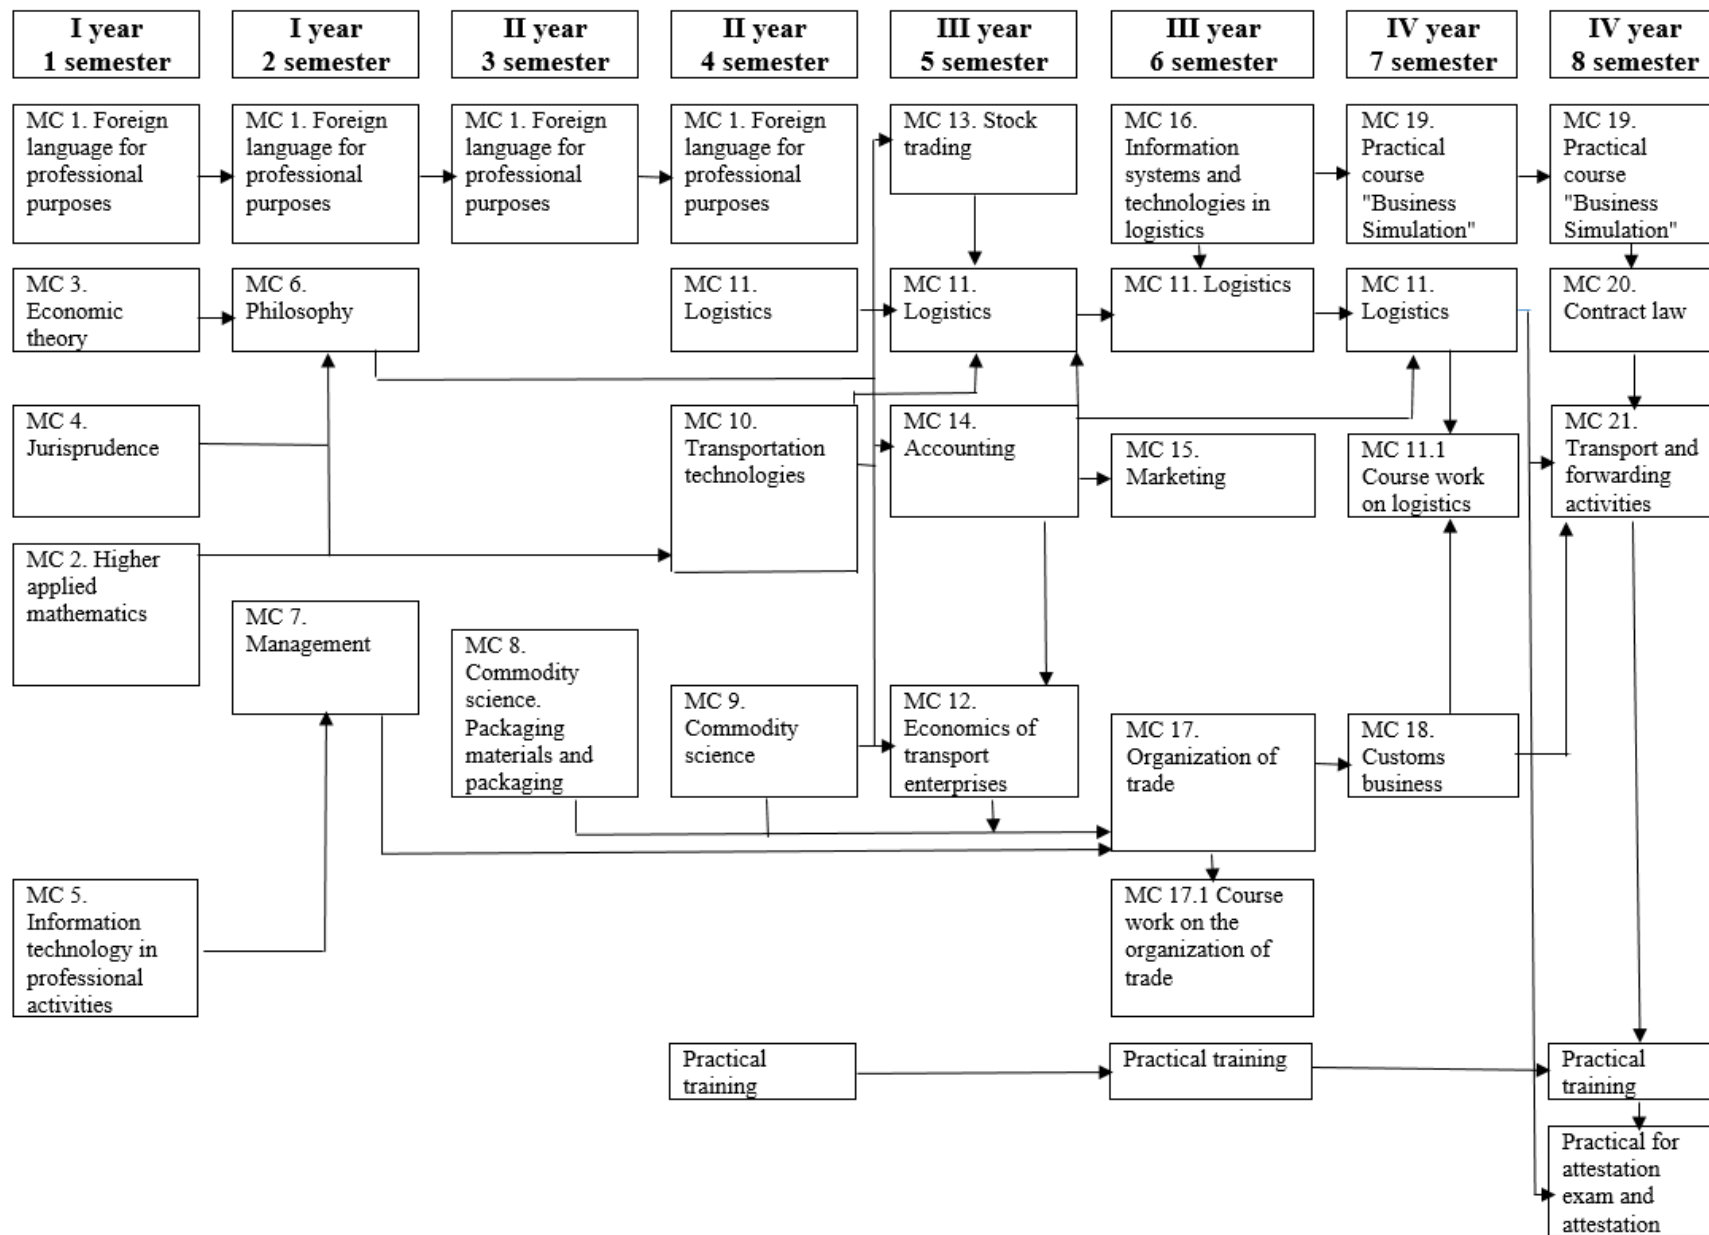 I year
1 semester
I year
2 semester
II year
3 semester
II year
4 semester
III year
5 semester
III year
6 semester
IV year
7 semester
IV year
8 semester
MC 1. Foreign
language for
professional
purposes
MC 1. Foreign
language for
professional
purposes
MC 1. Foreign
language for
professional
purposes
MC 1. Foreign
language for
professional
purposes
MC 13. Stock
trading
MC 16.
Information
systems and
technologies in
logistics
MC 19.
Practical
course
"Business
Simulation"
MC 19.
Practical
course
"Business
Simulation"
MC 3.
Economic
theory
MC 6.
Philosophy
MC 11.
Logistics
MC 11.
Logistics
MC 11. Logistics
MC 11.
Logistics
MC 20.
Contract law
MC 4.
Jurisprudence
MC 10.
Transportation
technologies
MC 14.
Accounting
MC 15.
Marketing
MC 11.1
Course work
on logistics
MC 21.
Transport and
forwarding
activities
MC 2. Higher
applied
mathematics
MC 7.
Management
MC 8.
Commodity
science.
Packaging
materials and
packaging
MC 9.
Commodity
science
MC 12.
Economics of
transport
enterprises
MC 17.
Organization of
trade
MC 18.
Customs
business
MC 5.
Information
technology in
professional
activities
MC 17.1 Course
work on the
organization of
trade
Practical
training
Practical training
Practical
training
Practical for
attestation
exam and
attestation